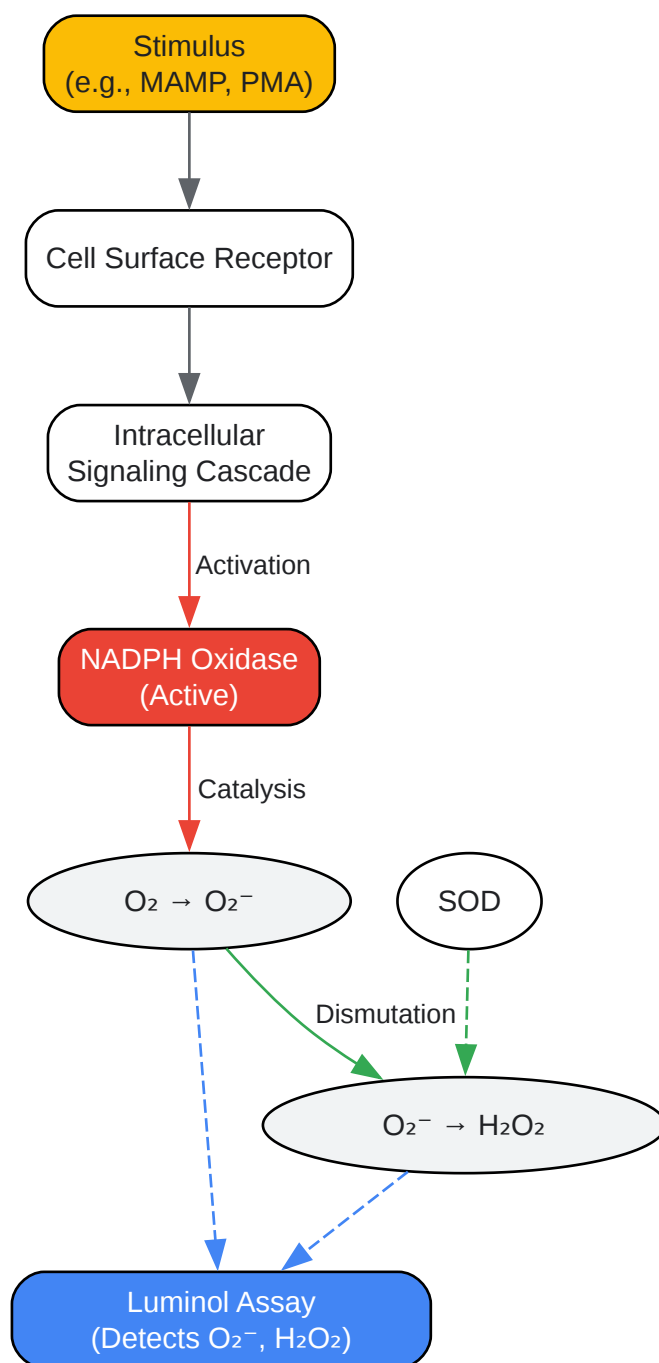 Stimulus
(e.g., MAMP, PMA)
Cell Surface Receptor
Intracellular
Signaling Cascade
Activation
NADPH Oxidase
(Active)
Catalysis
O₂ → O₂⁻
SOD
Dismutation
O₂⁻ → H₂O₂
Luminol Assay
(Detects O₂⁻, H₂O₂)